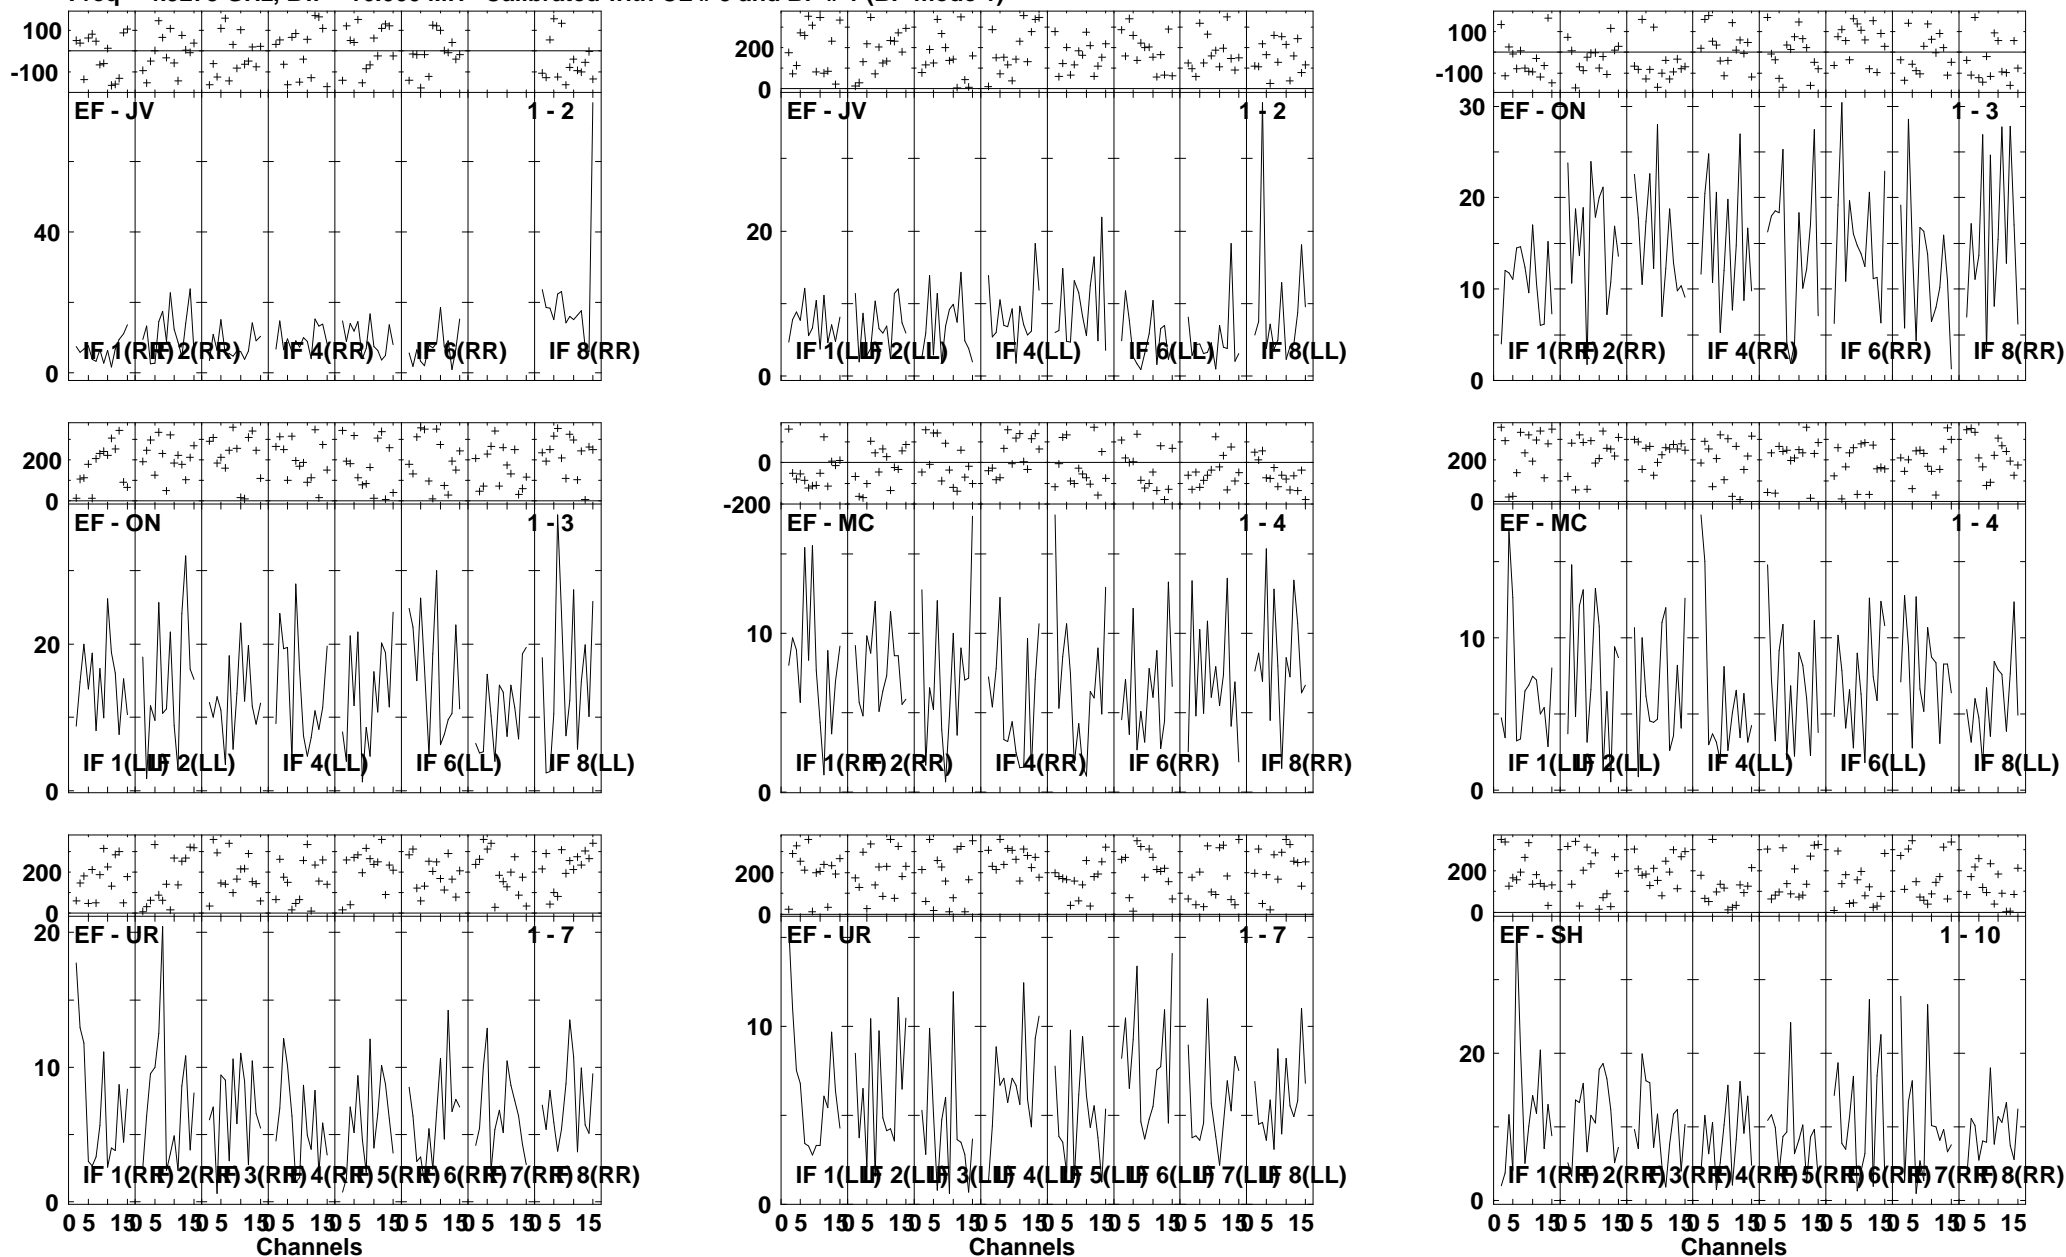 100
-100
EF - JV 1 - 2
40
0
IF 1(RR) IF 2(RR) IF 4(RR) IF 6(RR) IF 8(RR)
200
0
EF - JV 1 - 2
20
0
IF 1(LL) IF 2(LL) IF 4(LL) IF 6(LL) IF 8(LL)
100
-100
30
EF - ON 1 - 3
20
10
0
IF 1(RR) IF 2(RR) IF 4(RR) IF 6(RR) IF 8(RR)
200
0
EF - ON 1 - 3
20
0
IF 1(LL) IF 2(LL) IF 4(LL) IF 6(LL) IF 8(LL)
0
-200
EF - MC 1 - 4
10
0
IF 1(RR) IF 2(RR) IF 4(RR) IF 6(RR) IF 8(RR)
200
0
EF - MC 1 - 4
10
0
IF 1(LL) IF 2(LL) IF 4(LL) IF 6(LL) IF 8(LL)
200
0
20
EF - UR 1 - 7
10
0
IF 1(RR) IF 2(RR) IF 3(RR) IF 4(RR) IF 5(RR) IF 6(RR) IF 7(RR) IF 8(RR)
0 5 15 0 5 15 0 5 15 0 5 15 0 5 15 0 5 15 0 5 15 0 5 15
Channels
200
0
EF - UR 1 - 7
10
0
IF 1(LL) IF 2(LL) IF 3(LL) IF 4(LL) IF 5(LL) IF 6(LL) IF 7(LL) IF 8(LL)
0 5 15 0 5 15 0 5 15 0 5 15 0 5 15 0 5 15 0 5 15 0 5 15
Channels
200
0
EF - SH 1 - 10
20
0
IF 1(RR) IF 2(RR) IF 3(RR) IF 4(RR) IF 5(RR) IF 6(RR) IF 7(RR) IF 8(RR)
0 5 15 0 5 15 0 5 15 0 5 15 0 5 15 0 5 15 0 5 15 0 5 15
Channels